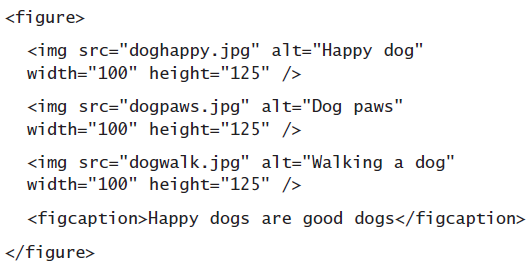 <figure>
<img src="doghappy.jpg" alt="Happy dog"
width="100" height="125" />
<img src="dogpaws.jpg" alt="Dog paws"
width="100" height="125" />
<img src="dogwalk.jpg" alt="Walking a dog"
width="100" height="125" />
<figcaption>Happy dogs are good dogs</figcaption>
</figure>